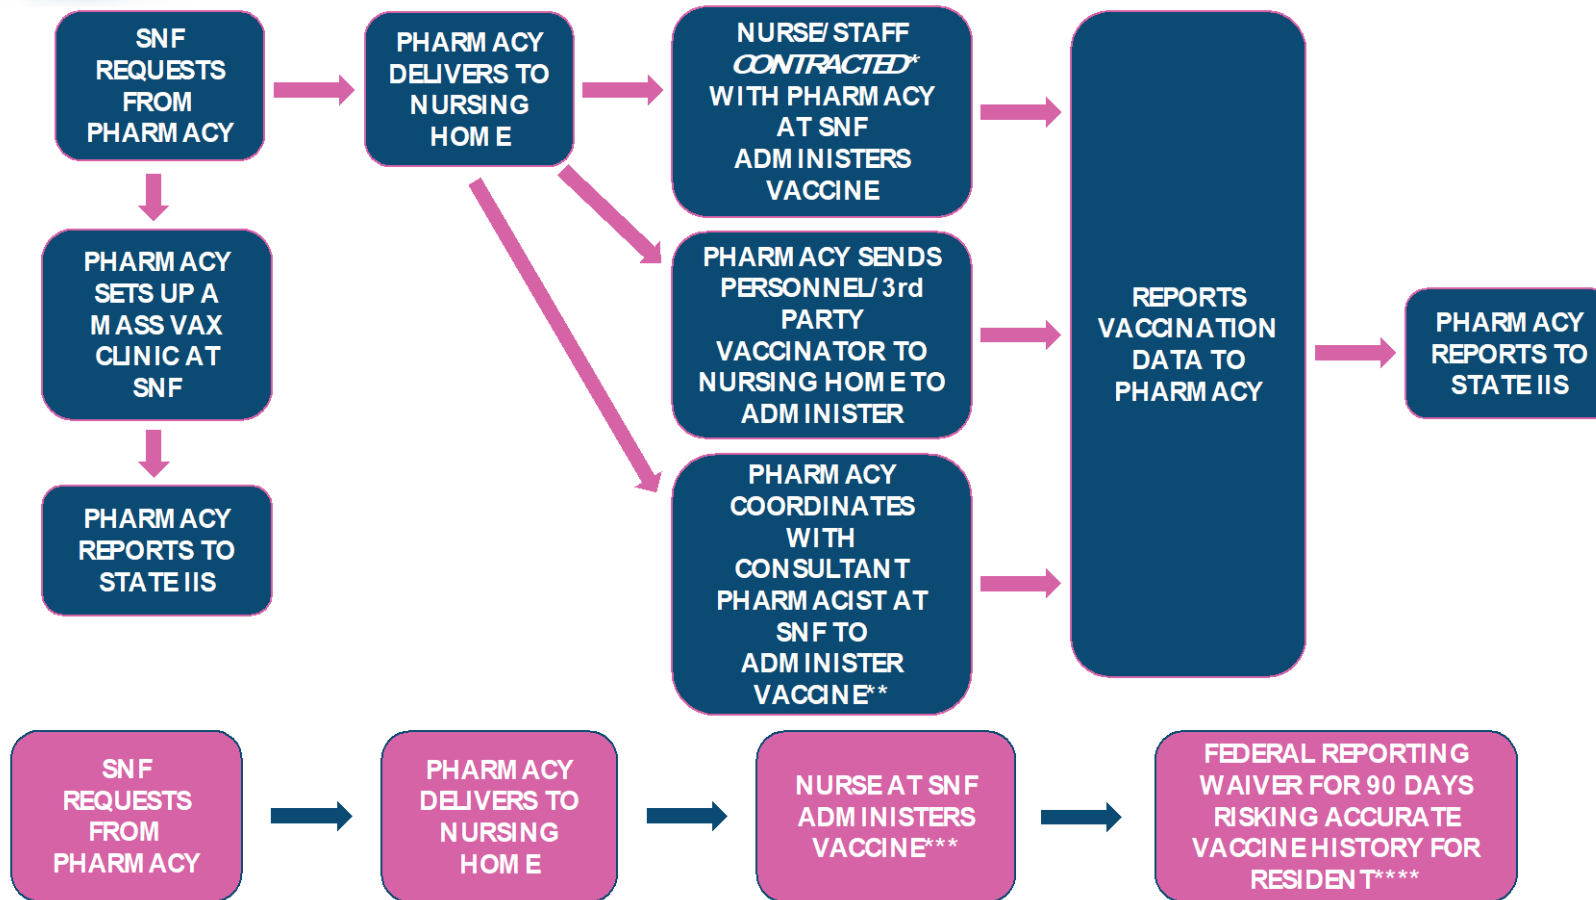 SNF
REQUESTS
FROM
PHARMACY
PHARMACY
DELIVERS TO
NURSING
HOME
NURSE/STAFF
CONTRACTED*
WITH PHARMACY
AT SNF
ADMINISTERS
VACCINE
PHARMACY
SETS UP A
MASS VAX
CLINIC AT
SNF
PHARMACY SENDS
PERSONNEL/3rd
PARTY
VACCINATOR TO
NURSING HOME TO
ADMINISTER
REPORTS
VACCINATION
DATA TO
PHARMACY
PHARMACY
REPORTS TO
STATE IIS
PHARMACY
REPORTS TO
STATE IIS
PHARMACY
COORDINATES
WITH
CONSULTANT
PHARMACIST AT
SNF TO
ADMINISTER
VACCINE**
SNF
REQUESTS
FROM
PHARMACY
PHARMACY
DELIVERS TO
NURSING
HOME
NURSE AT SNF
ADMINISTERS
VACCINE***
FEDERAL REPORTING
WAIVER FOR 90 DAYS
RISKING ACCURATE
VACCINE HISTORY FOR
RESIDENT****